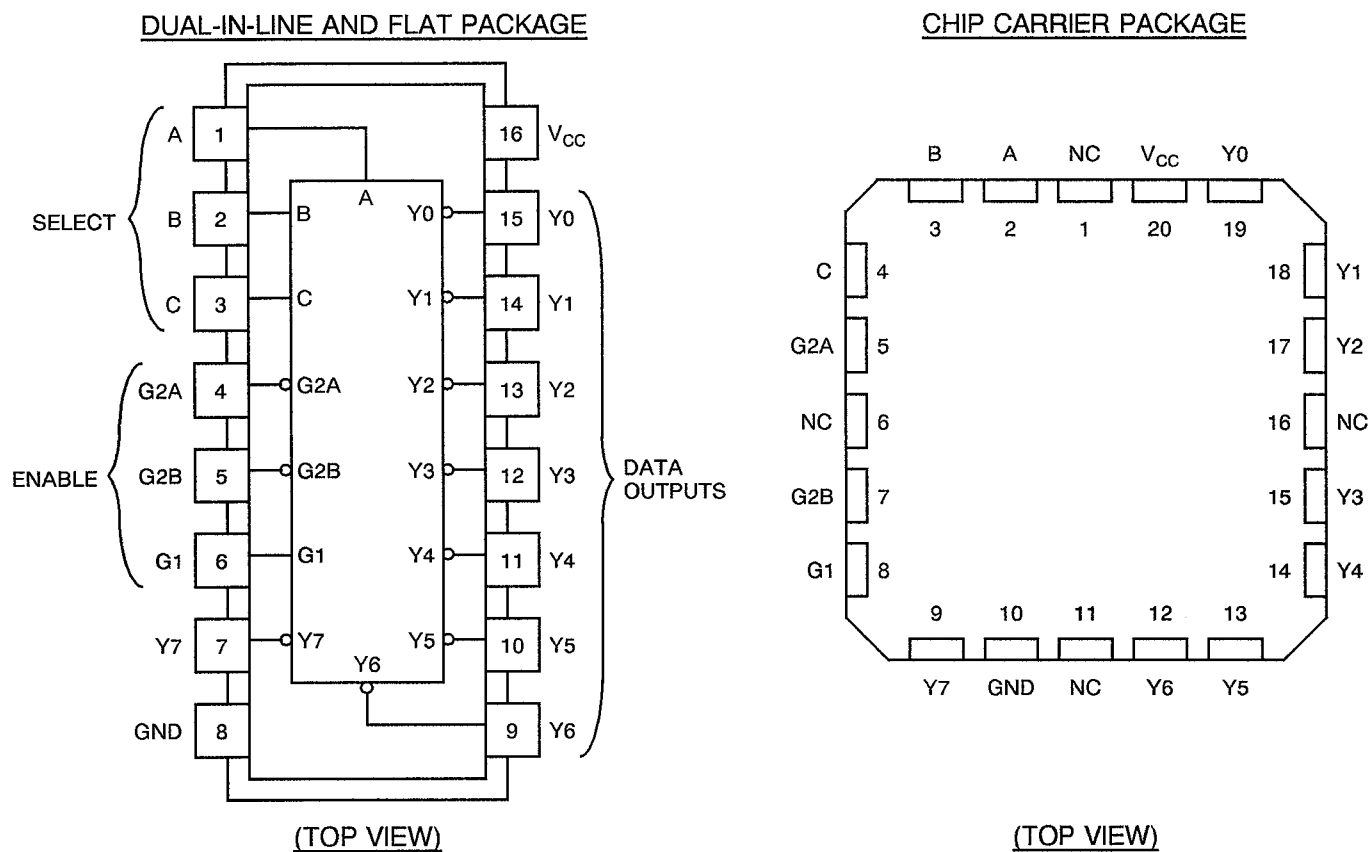 DUAL-IN-LINE AND FLAT PACKAGE
SELECT
ENABLE
A
B
C
G2A
G2B
G1
Y7
GND
1
2
3
4
5
6
7
8
A
B
C
G2A
G2B
G1
Y7
Y6
Y0
Y1
Y2
Y3
Y4
Y5
16
15
14
13
12
11
10
9
VCC
Y0
Y1
Y2
Y3
Y4
Y5
Y6
DATA
OUTPUTS
(TOP VIEW)
CHIP CARRIER PACKAGE
B A NC VCC Y0
3 2 1 20 19
C 4
G2A 5
NC 6
G2B 7
G1 8
18 Y1
17 Y2
16 NC
15 Y3
14 Y4
9 10 11 12 13
Y7 GND NC Y6 Y5
(TOP VIEW)